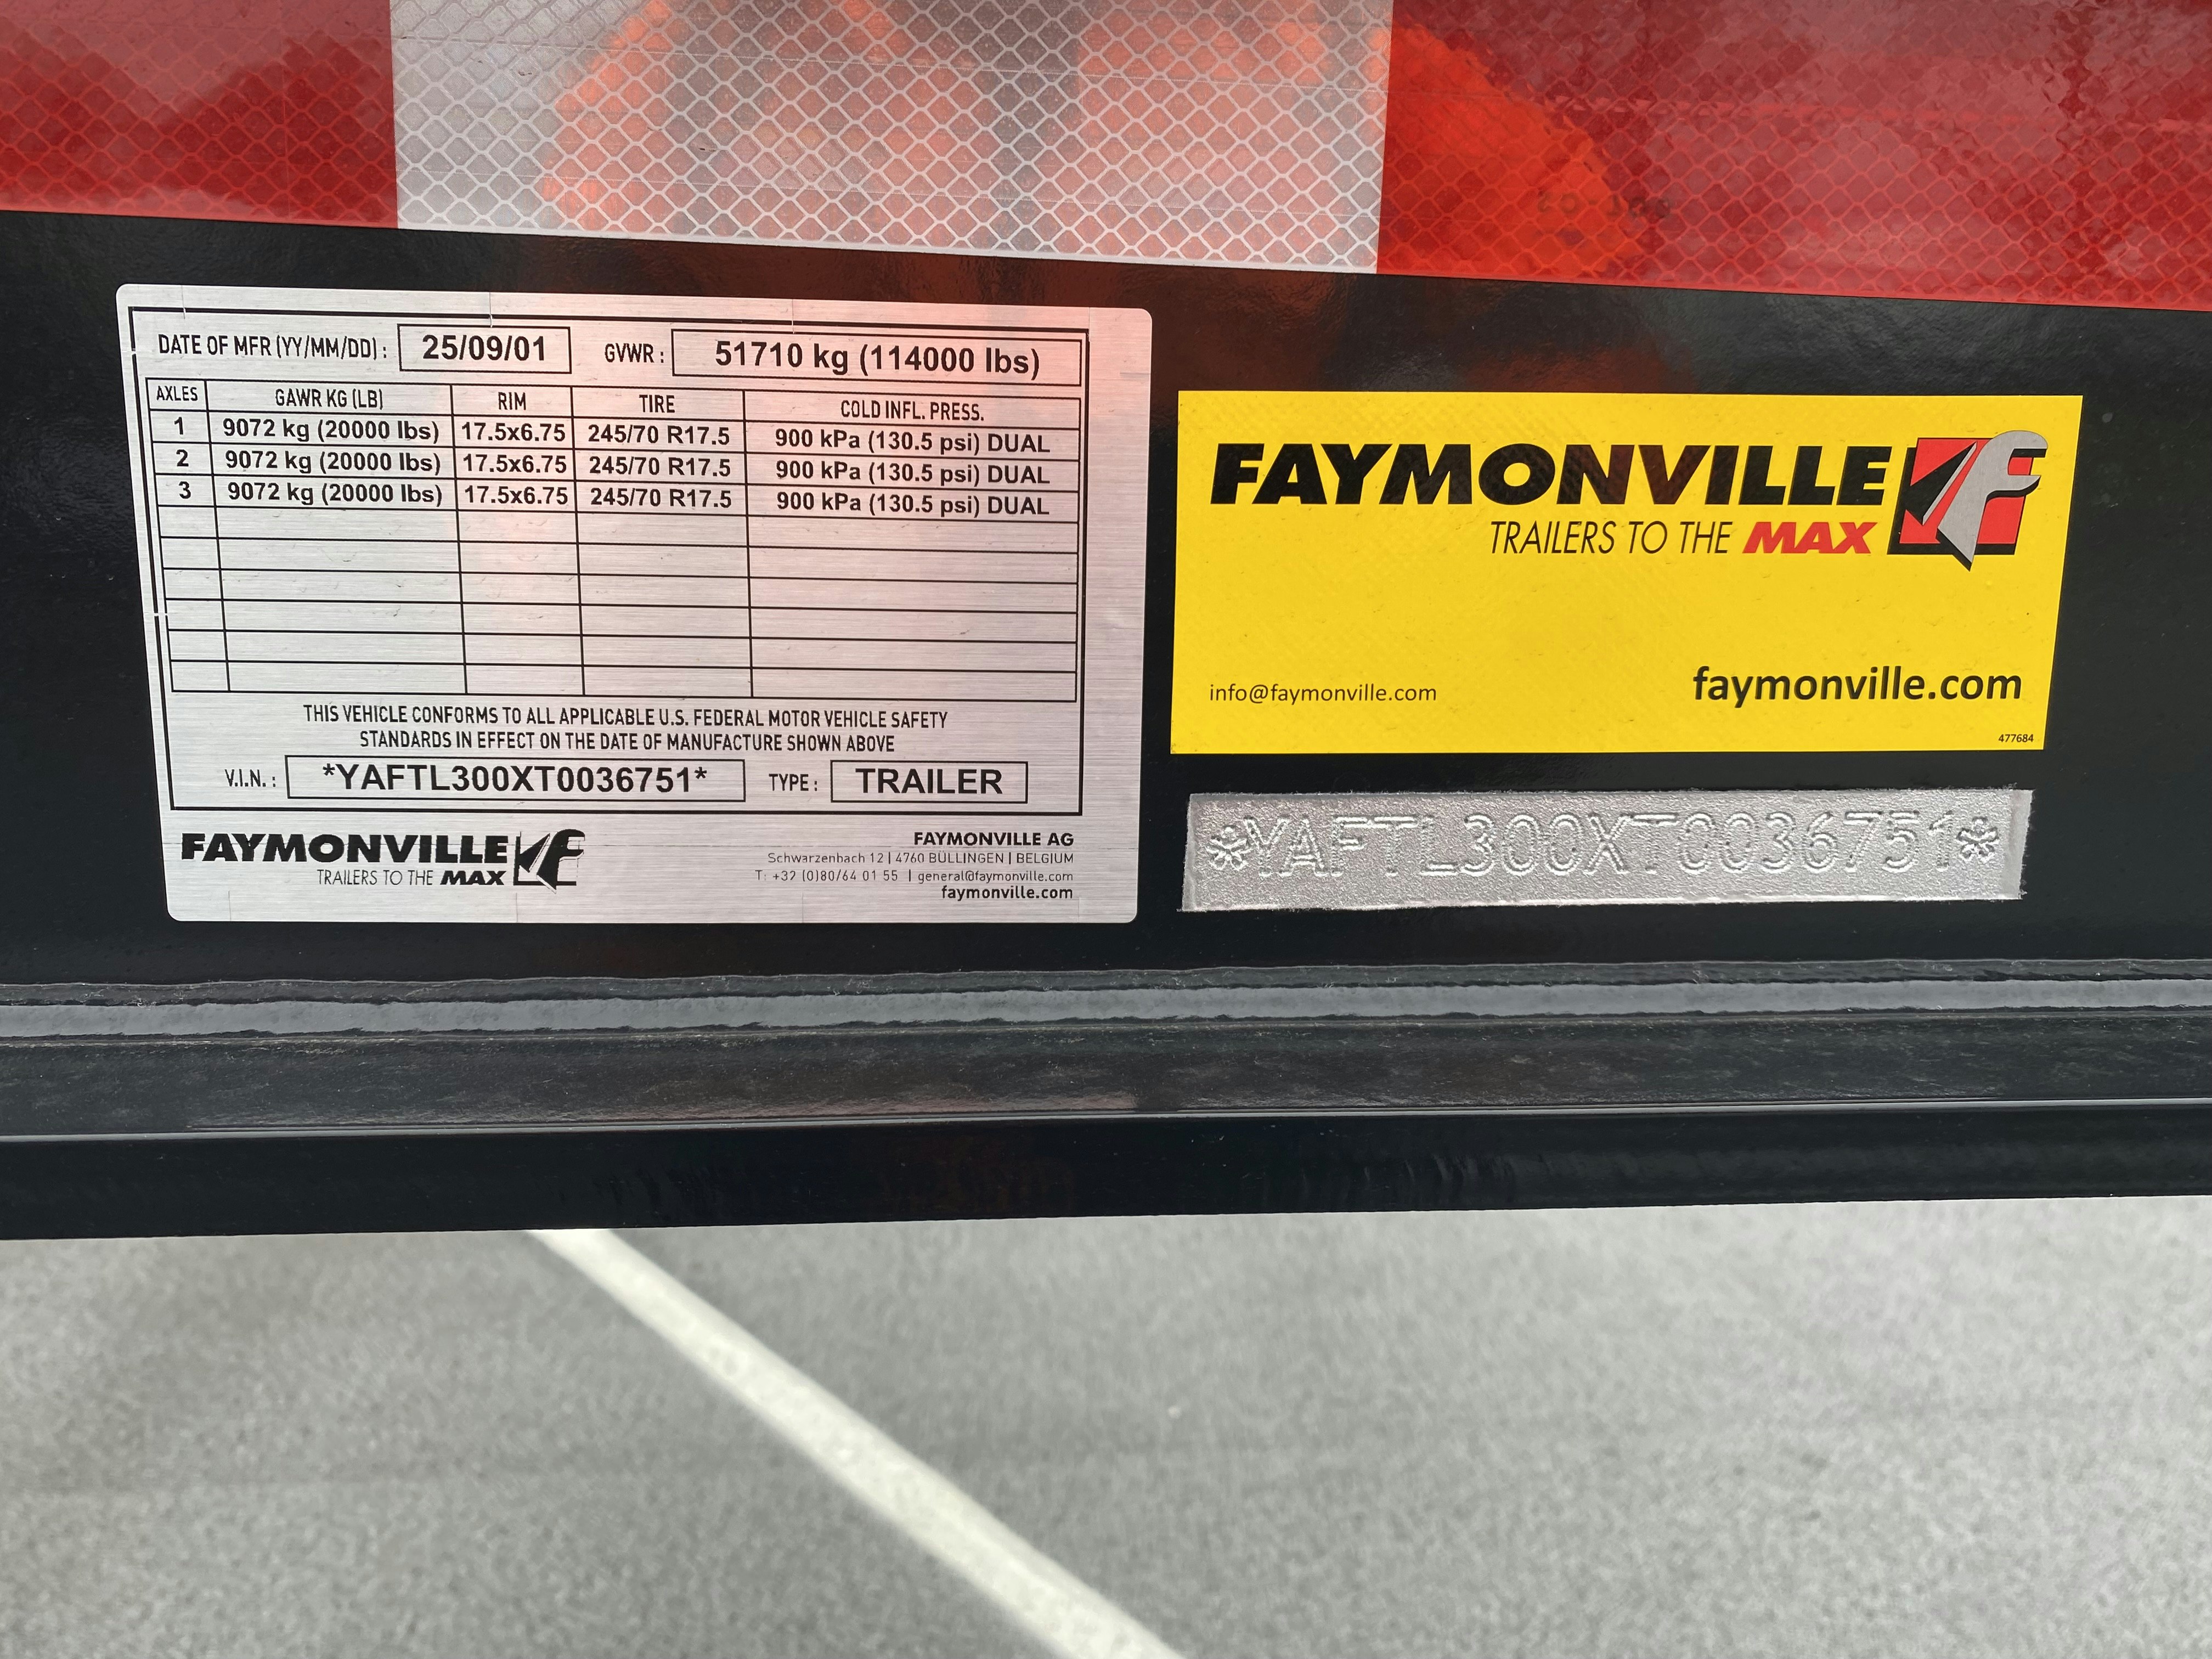 DATE OF MFR (YY/MM/DD) : 25/09/01 GVWR : 51710 kg (114000 lbs)
AXLES GAWR KG (LB) RIM TIRE COLD INFL. PRESS.
1 9072 kg (20000 lbs) 17.5x6.75 245/70 R17.5 900 kPa (130.5 psi) DUAL
2 9072 kg (20000 lbs) 17.5x6.75 245/70 R17.5 900 kPa (130.5 psi) DUAL
3 9072 kg (20000 lbs) 17.5x6.75 245/70 R17.5 900 kPa (130.5 psi) DUAL
THIS VEHICLE CONFORMS TO ALL APPLICABLE U.S. FEDERAL MOTOR VEHICLE SAFETY
STANDARDS IN EFFECT ON THE DATE OF MANUFACTURE SHOWN ABOVE
V.I.N. : *YAFTL300XT0036751* TYPE : TRAILER
FAYMONVILLE
TRAILERS TO THE MAX
FAYMONVILLE AG
Schwarzenbach 12 | 4760 BÜLLINGEN | BELGIUM
T: +32 (0)80/64 01 55 | general@faymonville.com
faymonville.com
FAYMONVILLE
TRAILERS TO THE MAX
info@faymonville.com
faymonville.com
477684
*YAFTL300XT0036751*